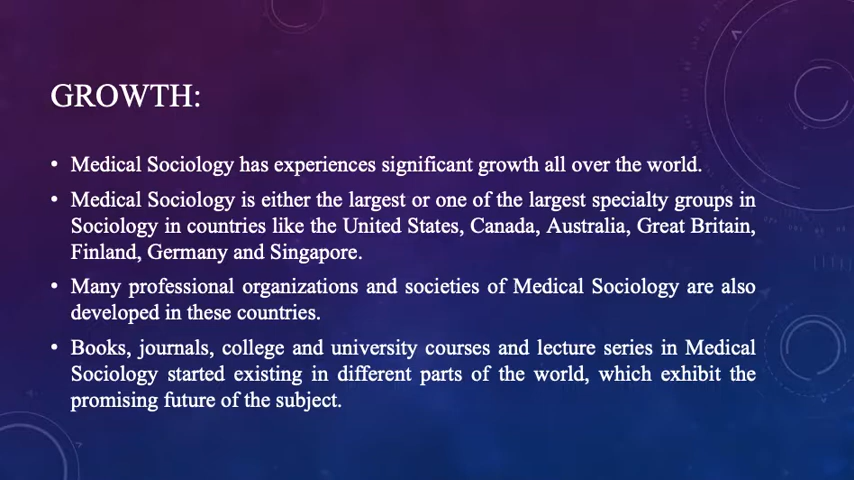 GROWTH:
• Medical Sociology has experiences significant growth all over the world.
• Medical Sociology is either the largest or one of the largest specialty groups in
Sociology in countries like the United States, Canada, Australia, Great Britain,
Finland, Germany and Singapore.
• Many professional organizations and societies of Medical Sociology are also
developed in these countries.
• Books, journals, college and university courses and lecture series in Medical
Sociology started existing in different parts of the world, which exhibit the
promising future of the subject.